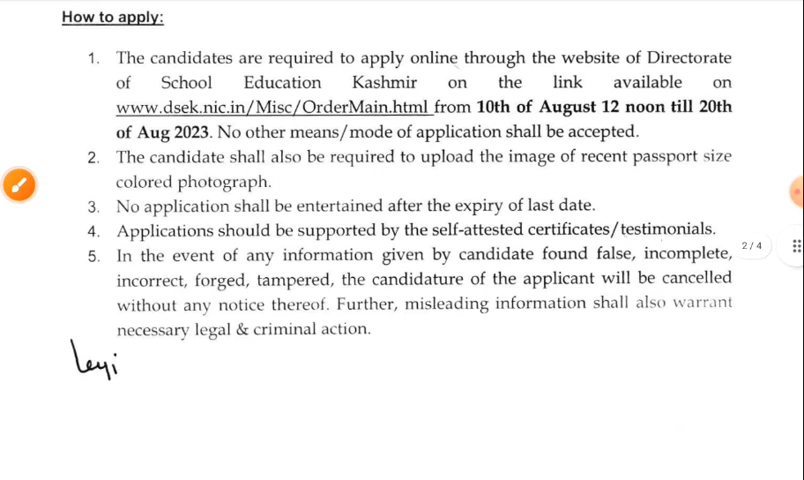 How to apply:
1. The candidates are required to apply online through the website of Directorate
of School Education Kashmir on the link available on
www.dsek.nic.in/Misc/OrderMain.html from 10th of August 12 noon till 20th
of Aug 2023. No other means/mode of application shall be accepted.
2. The candidate shall also be required to upload the image of recent passport size
colored photograph.
3. No application shall be entertained after the expiry of last date.
4. Applications should be supported by the self-attested certificates/testimonials.
2/4
5. In the event of any information given by candidate found false, incomplete,
incorrect, forged, tampered, the candidature of the applicant will be cancelled
without any notice thereof. Further, misleading information shall also warrant
necessary legal & criminal action.